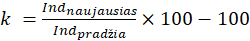 k = Ind_naujausias / Ind_pradžia × 100 − 100